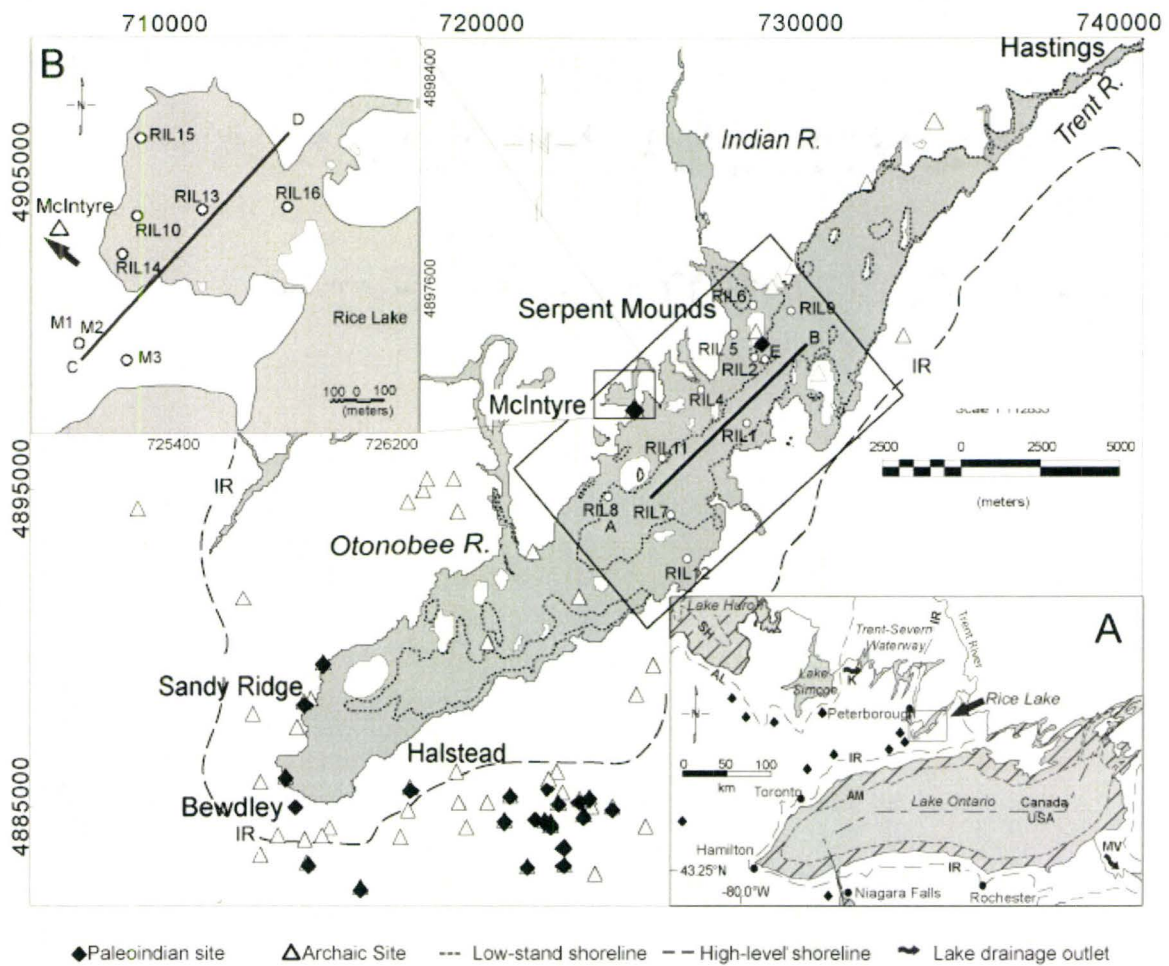 710000 720000 730000 740000
B
4898400
Hastings
Trent R.
Indian R.
4905000
D
RIL15
RIL13
RIL16
McIntyre
RIL10
RIL14
4897600
Rice Lake
M1 M2
C
M3
100 0 100
(meters)
725400 726200
RIL6
Serpent Mounds
RIL9
RIL 5
E
B
RIL2
IR
McIntyre
RIL4
RIL1
RIL11
2500 0 2500 5000
(meters)
4895000
IR
RIL8
A
RIL7
Otonobee R.
RIL12
A
Lake Huron
SH
AL
Lake Simcoe
K
Trent-Severn Waterway
IR
Trent River
Rice Lake
Peterborough
0 50 100
km
IR
Toronto
AM
Lake Ontario
Canada
USA
MV
Hamilton
43.25°N
-80.0°W
IR
Niagara Falls
Rochester
Sandy Ridge
Halstead
4885000
Bewdley
IR
Paleoindian site Archaic Site Low-stand shoreline High-level shoreline Lake drainage outlet